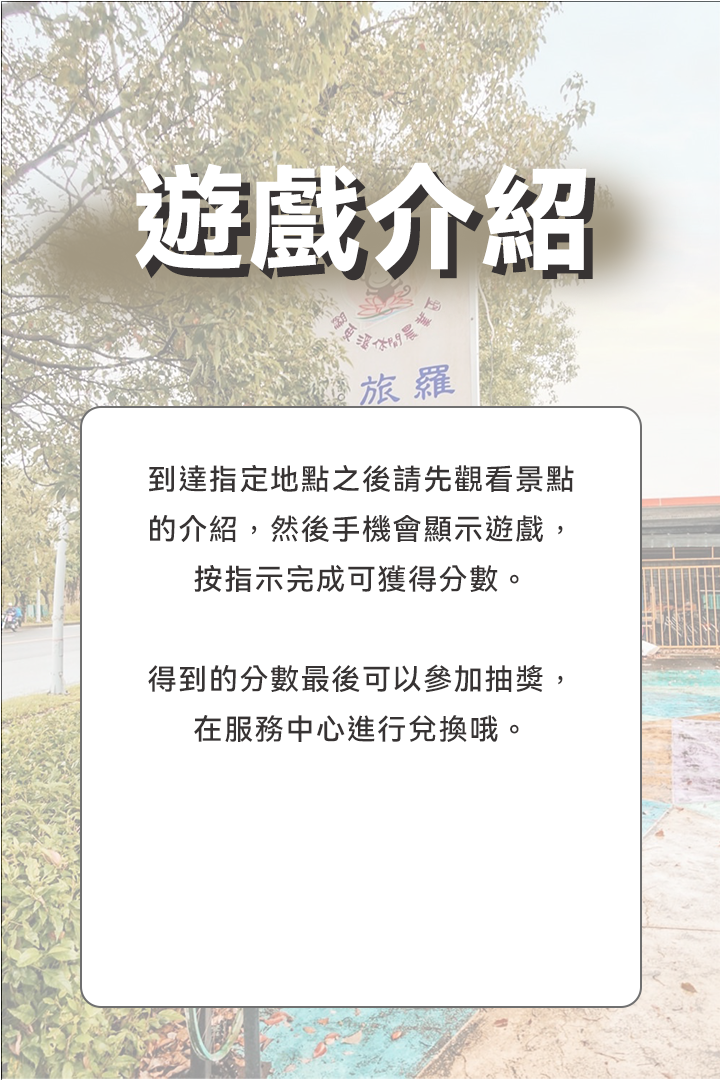 遊戲介紹
旅羅
到達指定地點之後請先觀看景點
的介紹，然後手機會顯示遊戲，
按指示完成可獲得分數。
得到的分數最後可以參加抽獎，
在服務中心進行兌換哦。